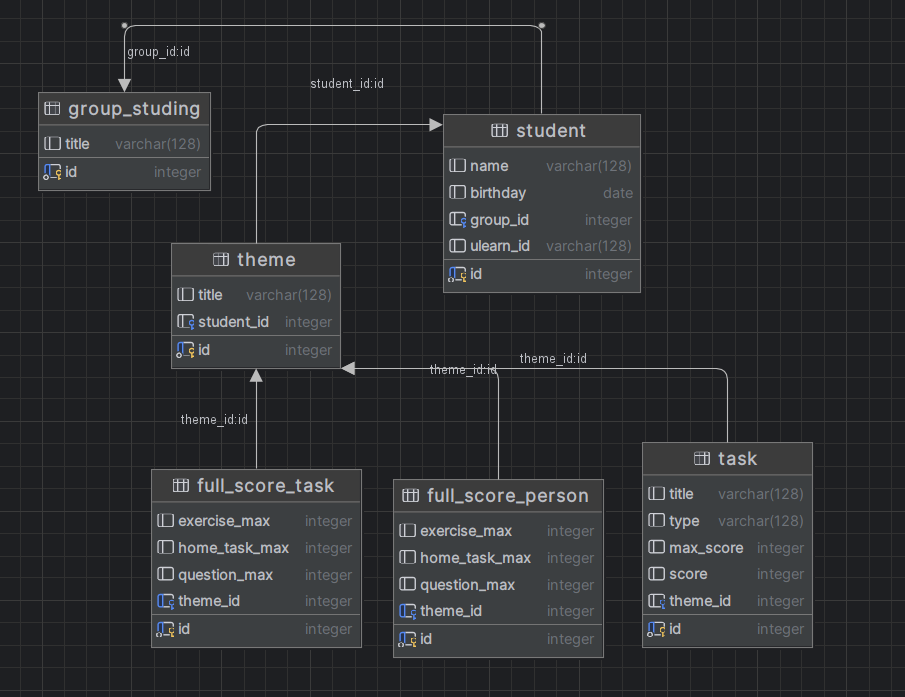 group_id:id
student_id:id
group_studing
title varchar(128)
id integer
student
name varchar(128)
birthday date
group_id integer
ulearn_id varchar(128)
id integer
theme
title varchar(128)
student_id integer
id integer
theme_id:id
theme_id:id
theme_id:id
full_score_task
exercise_max integer
home_task_max integer
question_max integer
theme_id integer
id integer
full_score_person
exercise_max integer
home_task_max integer
question_max integer
theme_id integer
id integer
task
title varchar(128)
type varchar(128)
max_score integer
score integer
theme_id integer
id integer